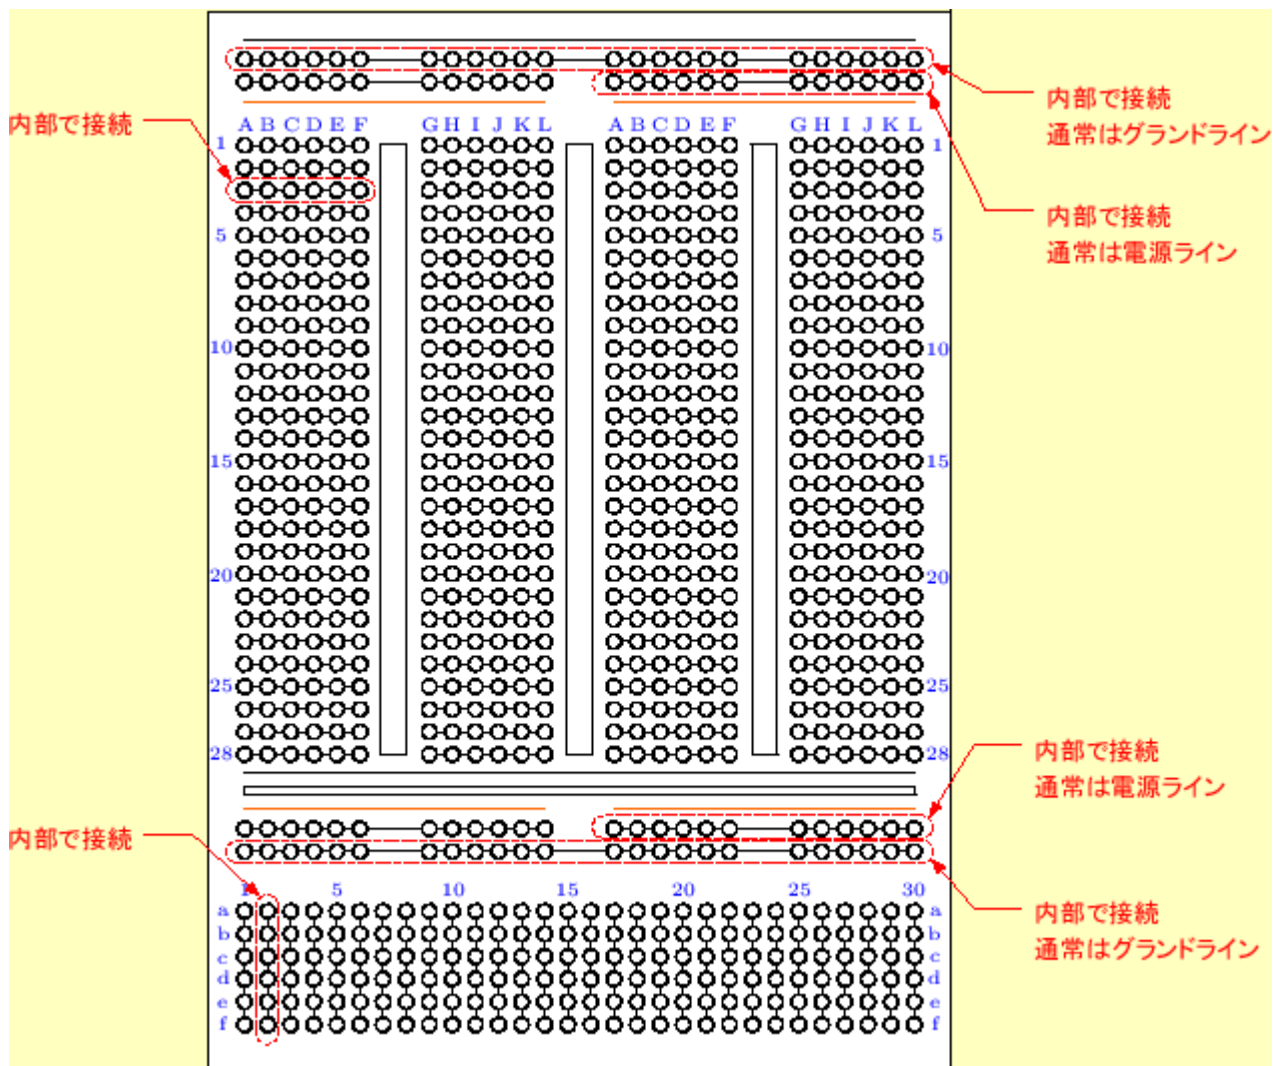 内部で接続
通常はグランドライン
内部で接続
A B C D E F G H I J K L A B C D E F G H I J K L
1 1
内部で接続
通常は電源ライン
5 5
10 10
15 15
20 20
25 25
28 28
内部で接続
通常は電源ライン
内部で接続
1 5 10 15 20 25 30
a a
b b
c c
d d
e e
f f
内部で接続
通常はグランドライン